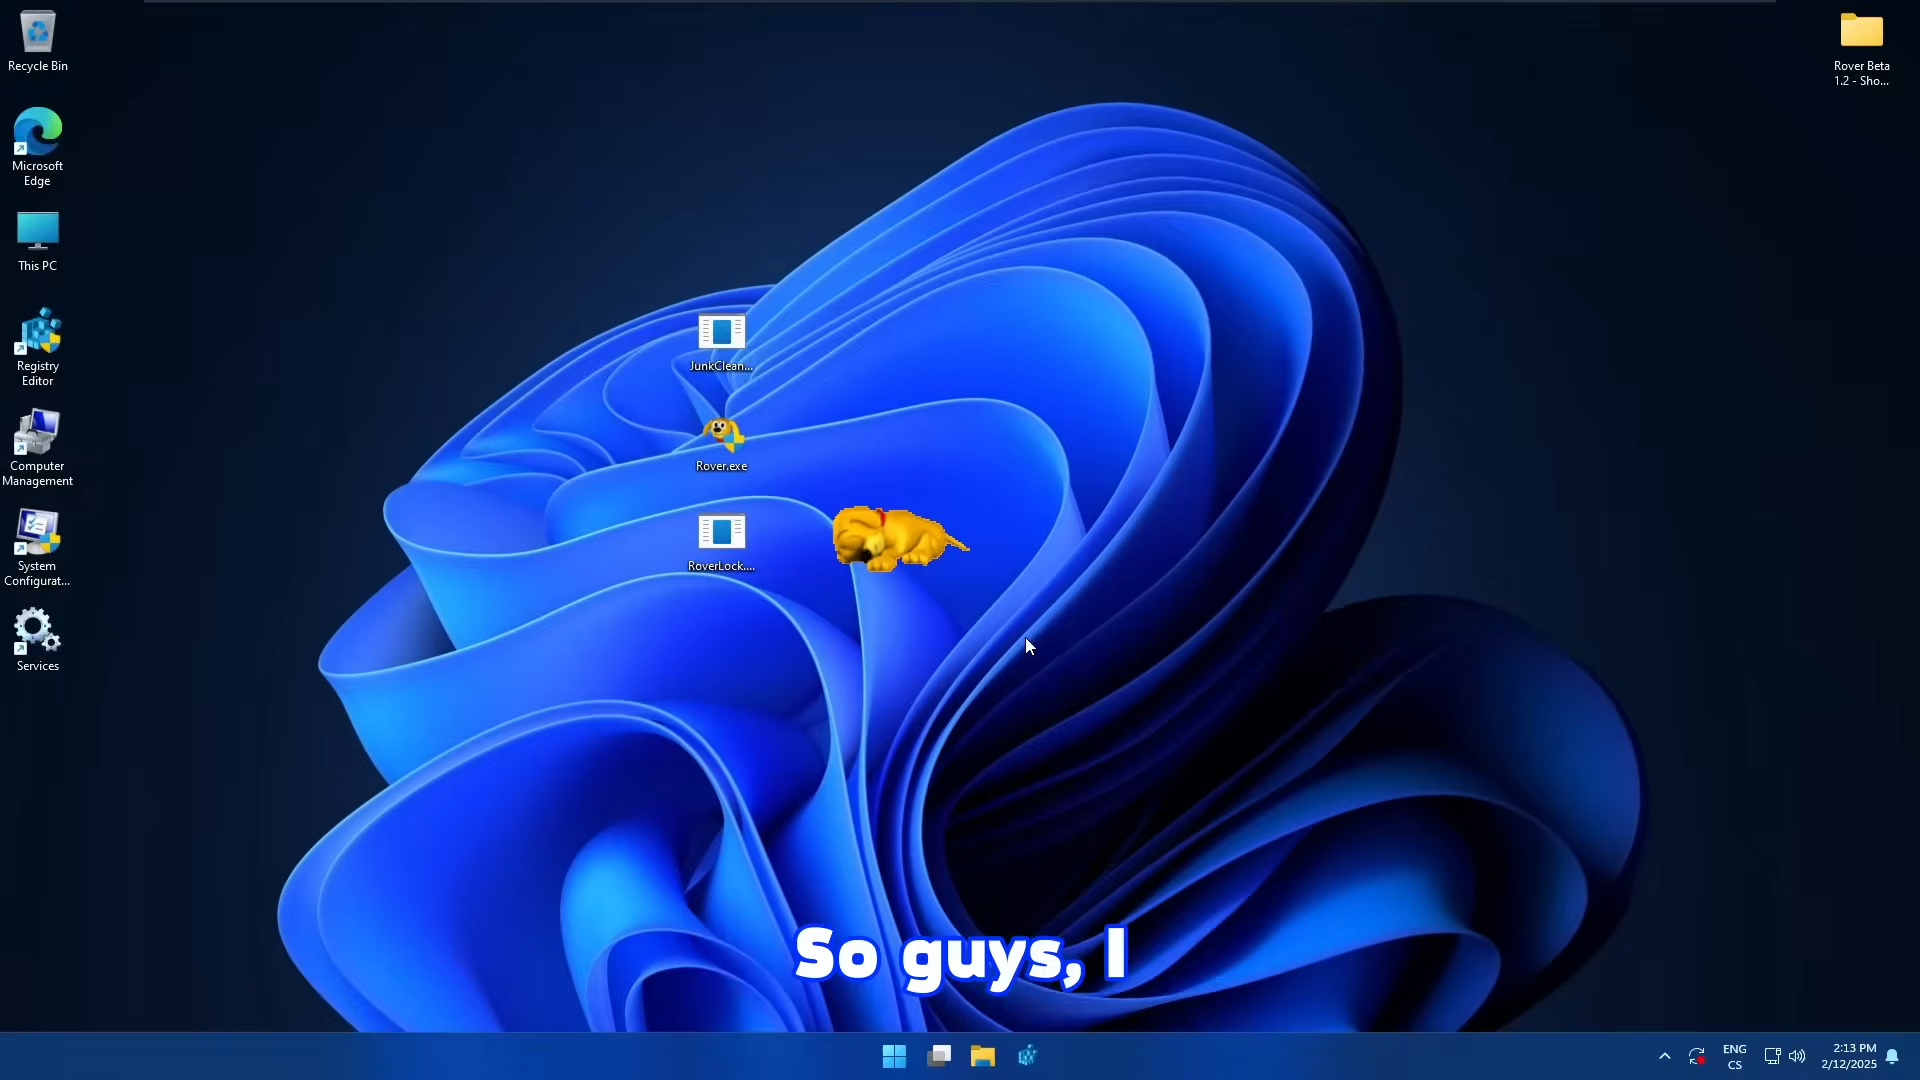 Recycle Bin
Microsoft
Edge
This PC
Registry
Editor
Computer
Management
System
Configurat...
Services
JunkClean...
Rover.exe
RoverLock....
Rover Beta
1.2 - Sho...
So guys, I
ENG
CS
2:13 PM
2/12/2025